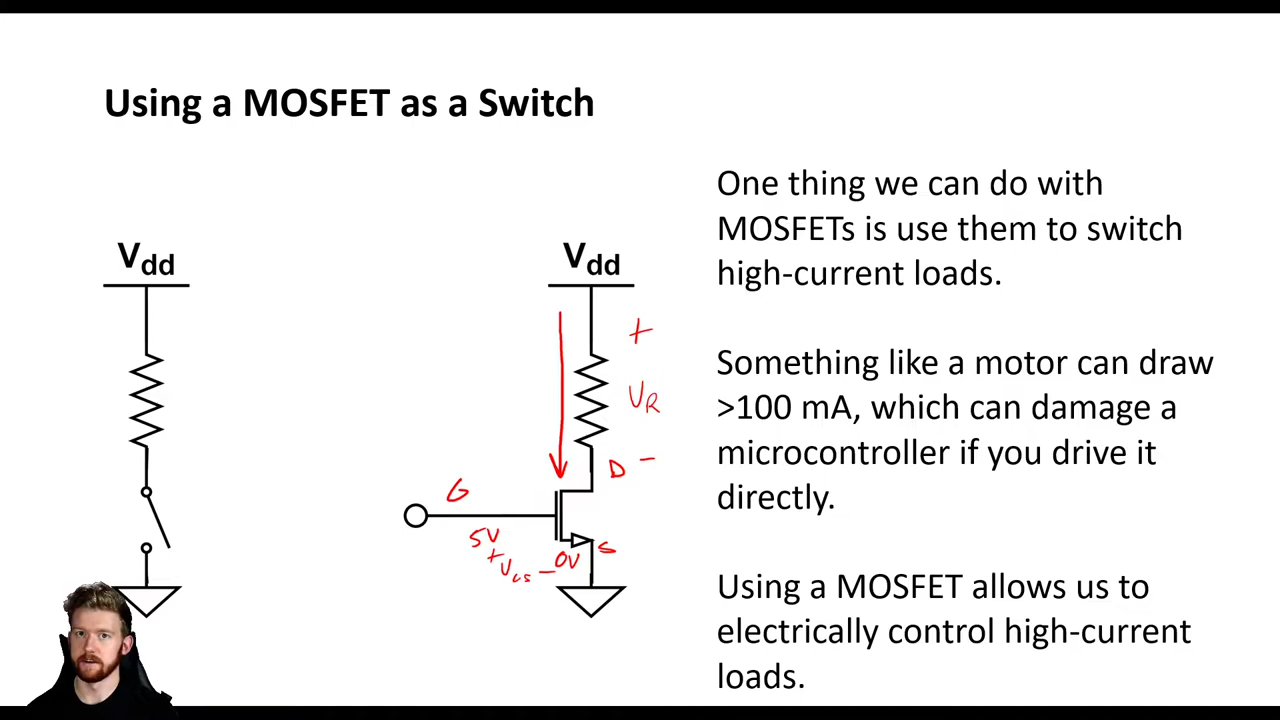 Using a MOSFET as a Switch
One thing we can do with
MOSFETs is use them to switch
high-current loads.
Something like a motor can draw
>100 mA, which can damage a
microcontroller if you drive it
directly.
Using a MOSFET allows us to
electrically control high-current
loads.
Vdd
Vdd
+
VR
D -
G
5V
+ VGS - 0V S